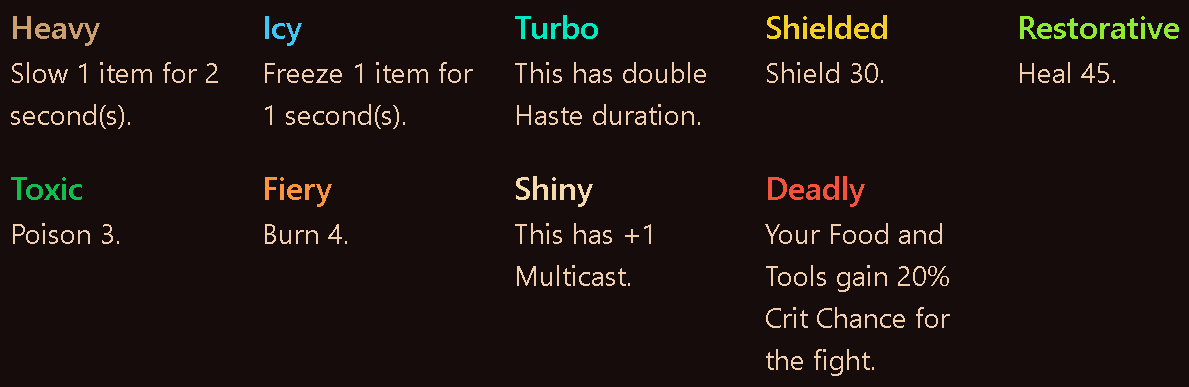 Heavy
Slow 1 item for 2
second(s).
Icy
Freeze 1 item for
1 second(s).
Turbo
This has double
Haste duration.
Shielded
Shield 30.
Restorative
Heal 45.
Toxic
Poison 3.
Fiery
Burn 4.
Shiny
This has +1
Multicast.
Deadly
Your Food and
Tools gain 20%
Crit Chance for
the fight.